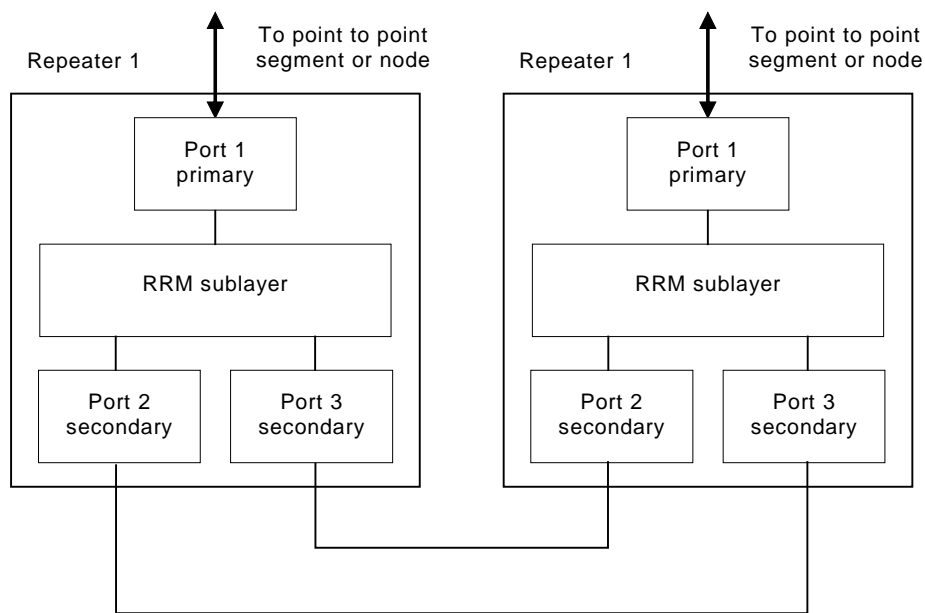 To point to point
segment or node
Repeater 1
Port 1
primary
RRM sublayer
Port 2
secondary
Port 3
secondary
To point to point
segment or node
Repeater 1
Port 1
primary
RRM sublayer
Port 2
secondary
Port 3
secondary